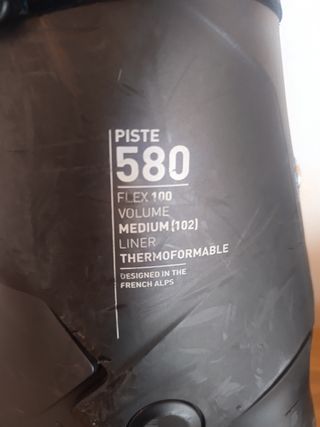 PISTE
580
FLEX 100
VOLUME
MEDIUM (102)
LINER
THERMOFORMABLE
DESIGNED IN THE
FRENCH ALPS